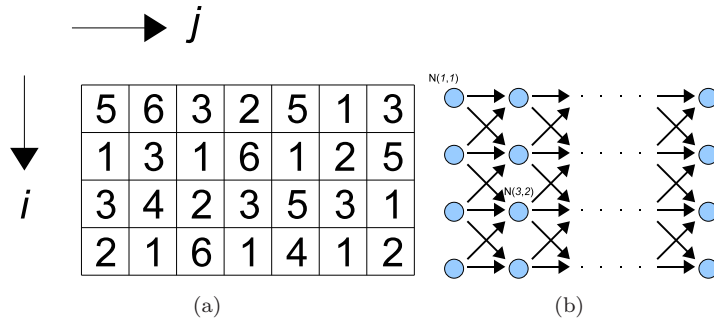 j
i
5 6 3 2 5 1 3
1 3 1 6 1 2 5
3 4 2 3 5 3 1
2 1 6 1 4 1 2
(a)
N(1,1)
N(3,2)
(b)